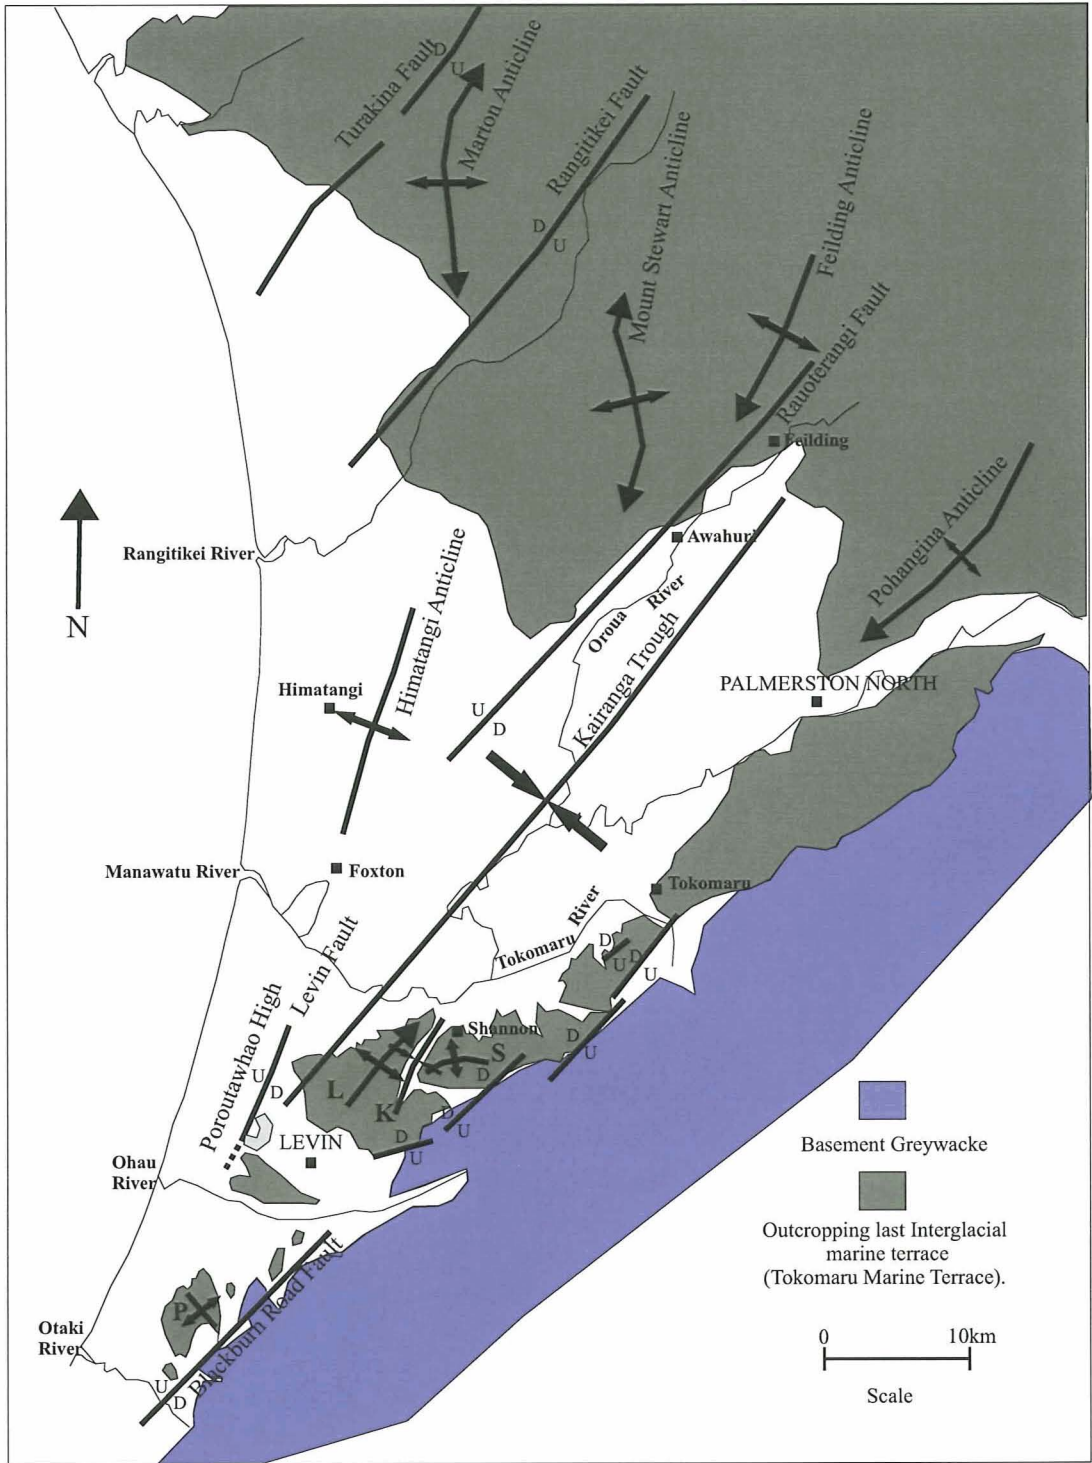 Turakina Fault
D
U
Marton Anticline
Rangitikei Fault
D
U
Mount Stewart Anticline
Feilding Anticline
Rauoterangi Fault
Feilding
Pohangina Anticline
Awahuri
Rangitikei River
N
Oroua River
Kairanga Trough
Himatangi
Himatangi Anticline
PALMERSTON NORTH
U
D
Manawatu River
Foxton
Tokomaru
Tokomaru River
D
U
D
U
Levin Fault
Poroutawhao High
U
D
Shannon
S
D
D
U
L
K
D
U
D
U
LEVIN
Ohau
River
Basement Greywacke
Outcropping last Interglacial
marine terrace
(Tokomaru Marine Terrace).
P
Blackburn Road Fault
U
D
Otaki
River
0
10km
Scale